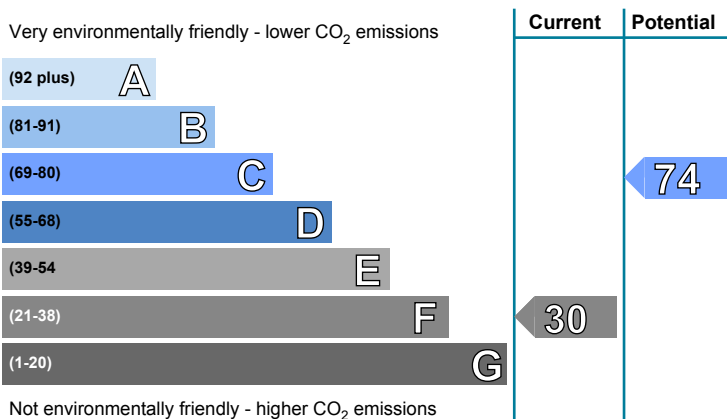 Current Potential
Very environmentally friendly - lower CO2 emissions
(92 plus) A
(81-91) B
(69-80) C
74
(55-68) D
(39-54 E
(21-38) F
30
(1-20) G
Not environmentally friendly - higher CO2 emissions